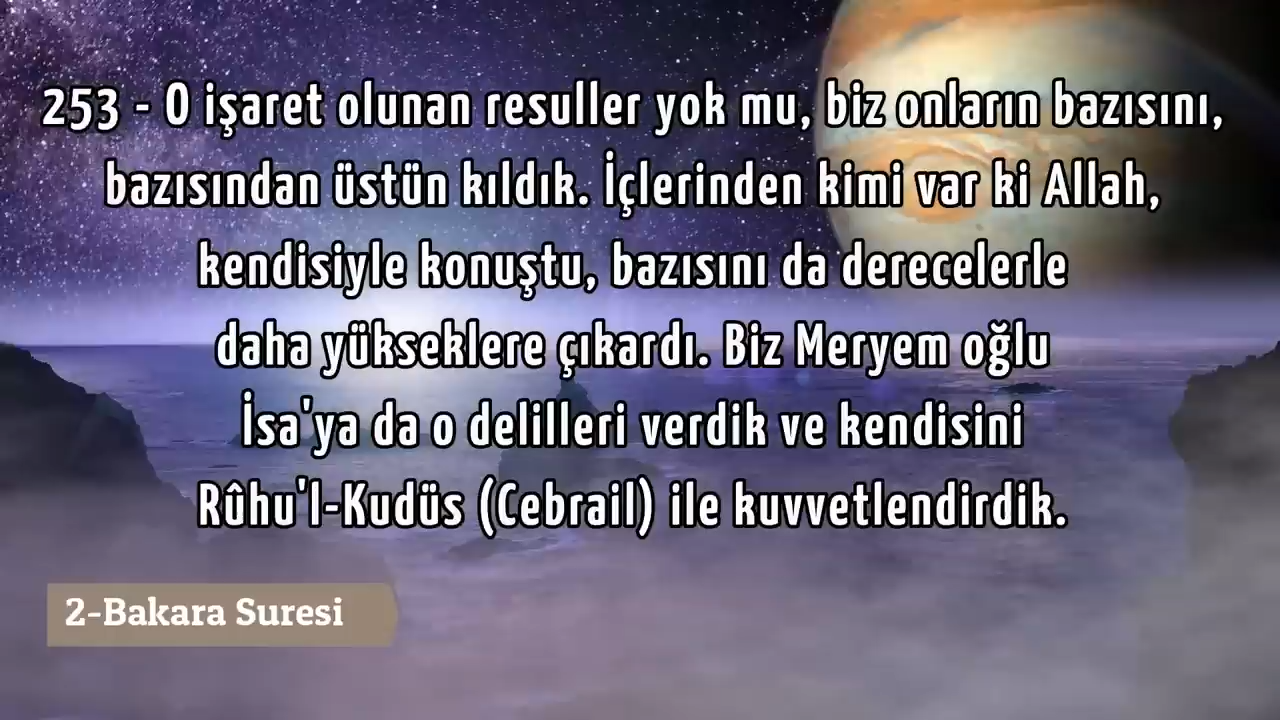 253 - O işaret olunan resuller yok mu, biz onların bazısını,
bazısından üstün kıldık. İçlerinden kimi var ki Allah,
kendisiyle konuştu, bazısını da derecelerle
daha yükseklere çıkardı. Biz Meryem oğlu
İsa'ya da o delilleri verdik ve kendisini
Rûhu'l-Kudüs (Cebrail) ile kuvvetlendirdik.
2-Bakara Suresi